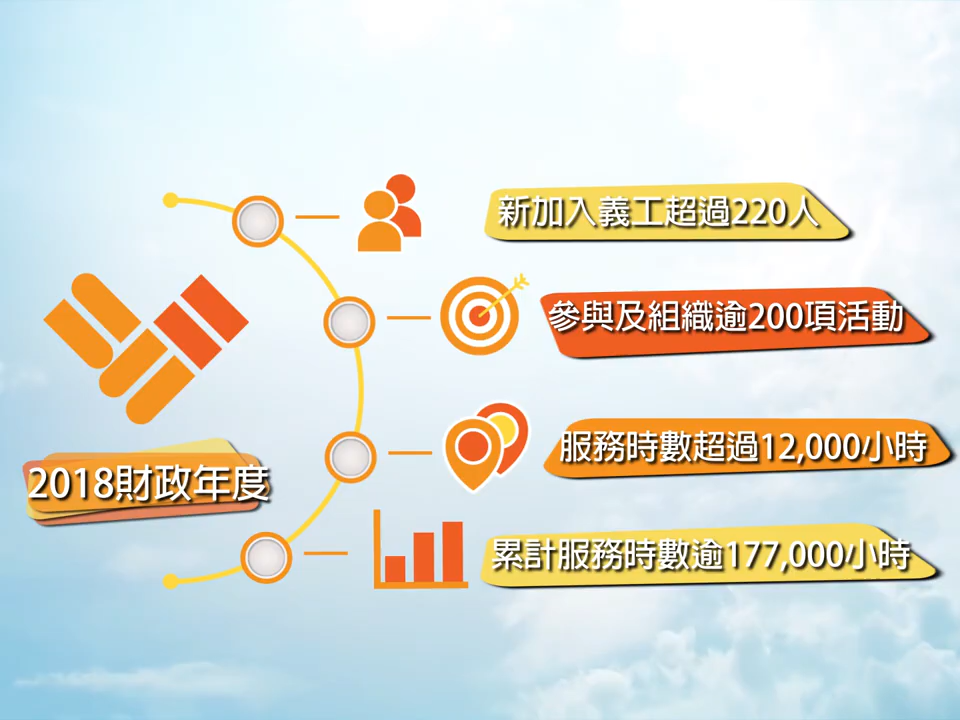 新加入義工超過220人
參與及組織逾200項活動
服務時數超過12,000小時
2018財政年度
累計服務時數逾177,000小時